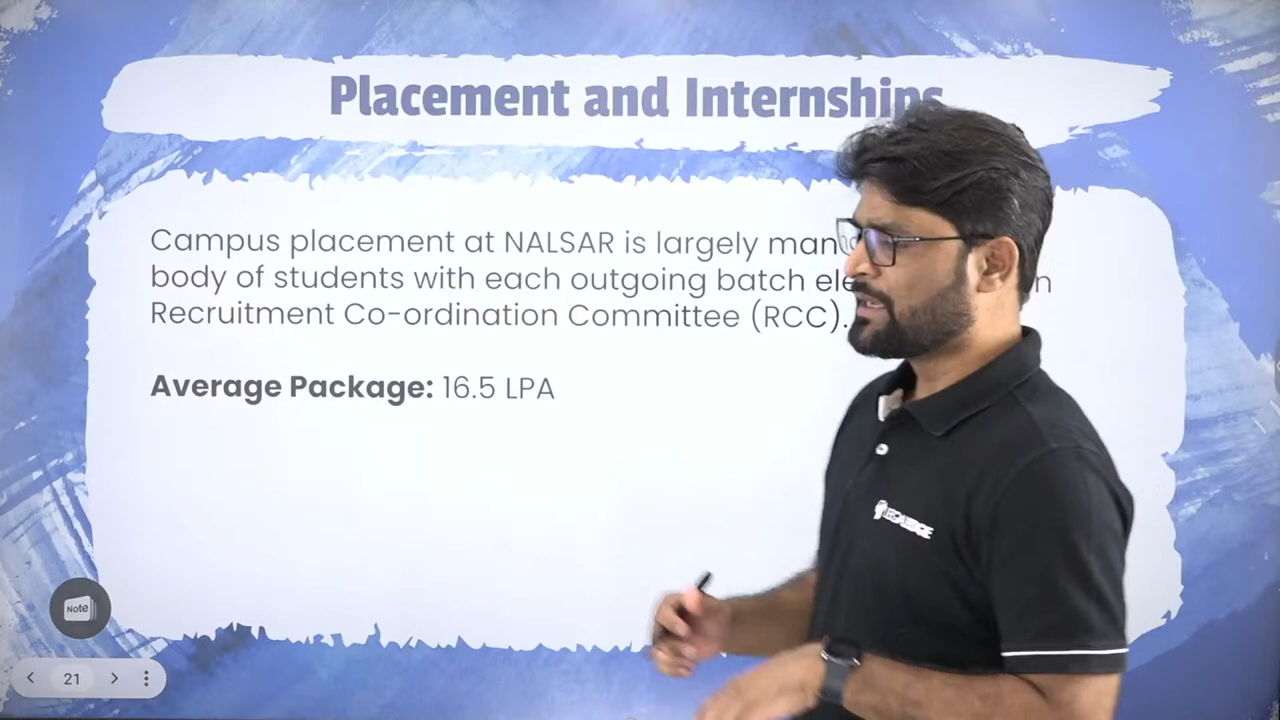 Placement and Internships
Campus placement at NALSAR is largely
body of students with each outgoing batch
Recruitment Co-ordination Committee (RCC).
Average Package: 16.5 LPA
Note
21